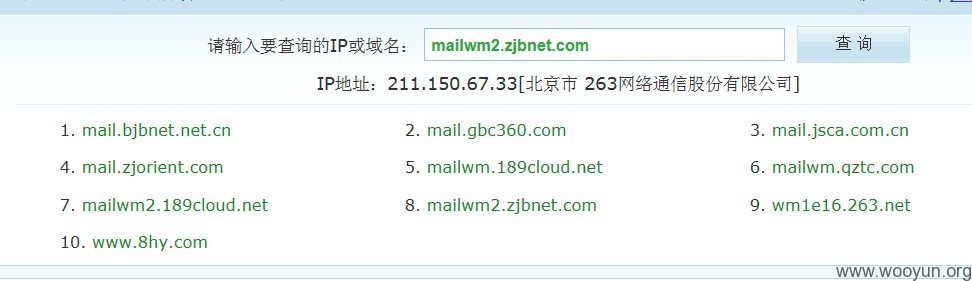 请输入要查询的IP或域名： mailwm2.zjbnet.com 查 询
IP地址：211.150.67.33[北京市 263网络通信股份有限公司]
1. mail.bjbnet.net.cn 2. mail.gbc360.com 3. mail.jsca.com.cn
4. mail.zjorient.com 5. mailwm.189cloud.net 6. mailwm.qztc.com
7. mailwm2.189cloud.net 8. mailwm2.zjbnet.com 9. wm1e16.263.net
10. www.8hy.com
www.wooyun.org